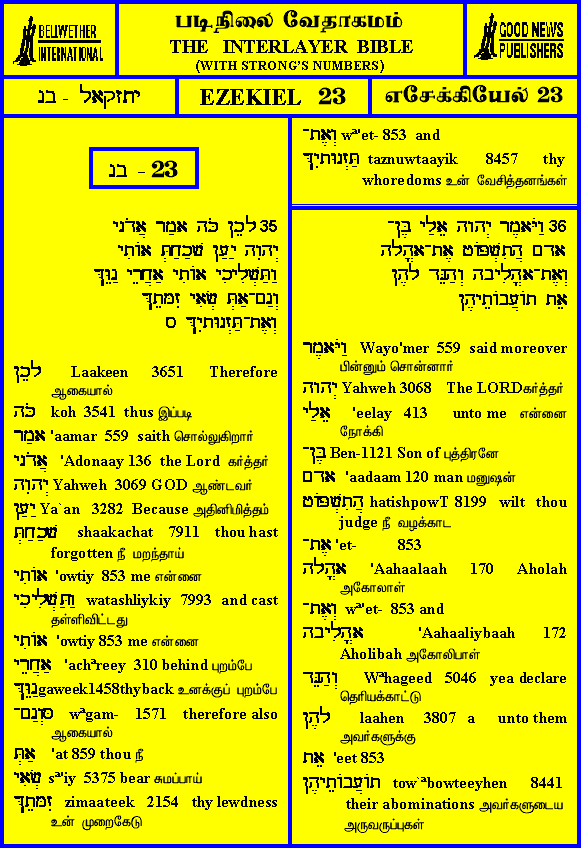 BELLWETHER
INTERNATIONAL
படிநிலை வேதாகமம்
THE INTERLAYER BIBLE
(WITH STRONG'S NUMBERS)
GOOD NEWS
PUBLISHERS
יחזקאל - בנ
EZEKIEL 23
எசேக்கியேல் 23
בנ - 23
35 לָכֵן כֹּה אָמַר אֲדֹנָי
יְהוִה יַעַן שָׁכַחַתְּ אוֹתִי
וַתַּשְׁלִיכִי אוֹתִי אַחֲרֵי גַוֵּךְ
וְגַם־אַתְּ שְׂאִי זִמָּתֵךְ
וְאֶת־תַּזְנוּתָיִךְ ס
לָכֵן Laakeen 3651 Therefore
ஆகையால்
כֹּה koh 3541 thus இப்படி
אָמַר 'aamar 559 saith சொல்லுகிறார்
אֲדֹנָי 'Adonaay 136 the Lord கர்த்தர்
יְהוִה Yahweh 3069 GOD ஆண்டவர்
יַעַן Ya`an 3282 Because அதினிமித்தம்
שָׁכַחַתְּ shaakachat 7911 thou hast
forgotten நீ மறந்தாய்
אוֹתִי 'owtiy 853 me என்னை
וַתַּשְׁלִיכִי watashliykiy 7993 and cast
தள்ளிவிட்டது
אוֹתִי 'owtiy 853 me என்னை
אַחֲרֵי 'achªreey 310 behind புறம்பே
גַוֵּךְ gaweek1458thyback உனக்குப் புறம்பே
וְגַם־ wªgam- 1571 therefore also
ஆகையால்
אַתְּ 'at 859 thou நீ
שְׂאִי sª'iy 5375 bear சுமப்பாய்
זִמָּתֵךְ zimaateek 2154 thy lewdness
உன் முறைகேடு
וְאֶת־ wª'et- 853 and
תַּזְנוּתָיִךְ taznuwtaayik 8457 thy
whoredoms உன் வேசித்தனங்கள்
36 וַיֹּאמֶר יְהוָה אֵלַי בֶּן־
אָדָם הֲתִשְׁפּוֹט אֶת־אָהֳלָה
וְאֶת־אָהֳלִיבָה וְהַגֵּד לָהֶן
אֵת תוֹעֲבוֹתֵיהֶן
וַיֹּאמֶר Wayo'mer 559 said moreover
பின்னும் சொன்னார்
יְהוָה Yahweh 3068 The LORDகர்த்தர்
אֵלַי 'eelay 413 unto me என்னை
நோக்கி
בֶּן־ Ben-1121 Son of புத்திரனே
אָדָם 'aadaam 120 man மனுஷன்
הֲתִשְׁפּוֹט hatishpowT 8199 wilt thou
judge நீ வழக்காட
אֶת־ 'et- 853
אָהֳלָה 'Aahaalaah 170 Aholah
அகோலாள்
וְאֶת־ wª'et- 853 and
אָהֳלִיבָה 'Aahaaliybaah 172
Aholibah அகோலிபாள்
וְהַגֵּד Wªhageed 5046 yea declare
தெரியக்காட்டு
לָהֶן laahen 3807 a unto them
அவர்களுக்கு
אֵת 'eet 853
תוֹעֲבוֹתֵיהֶן tow`ªbowteeyhen 8441
their abominations அவர்களுடைய
அருவருப்புகள்